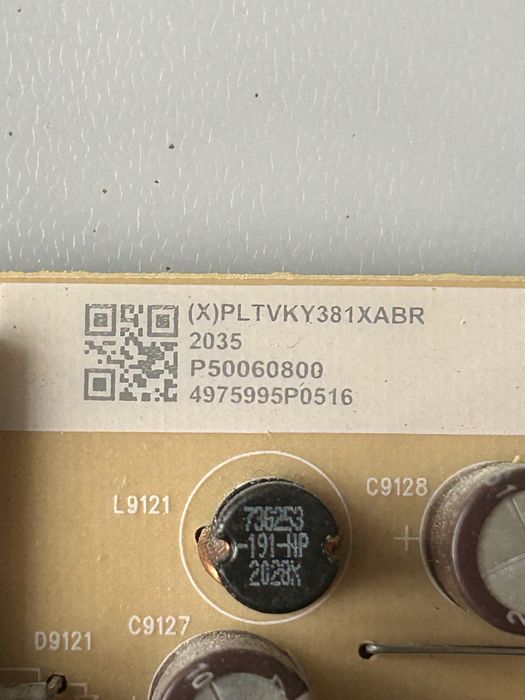 (X)PLTVKY381XABR
2035
P50060800
4975995P0516
L9121
C9128
736253
-191-HP
2028K
+
C9127
D9121